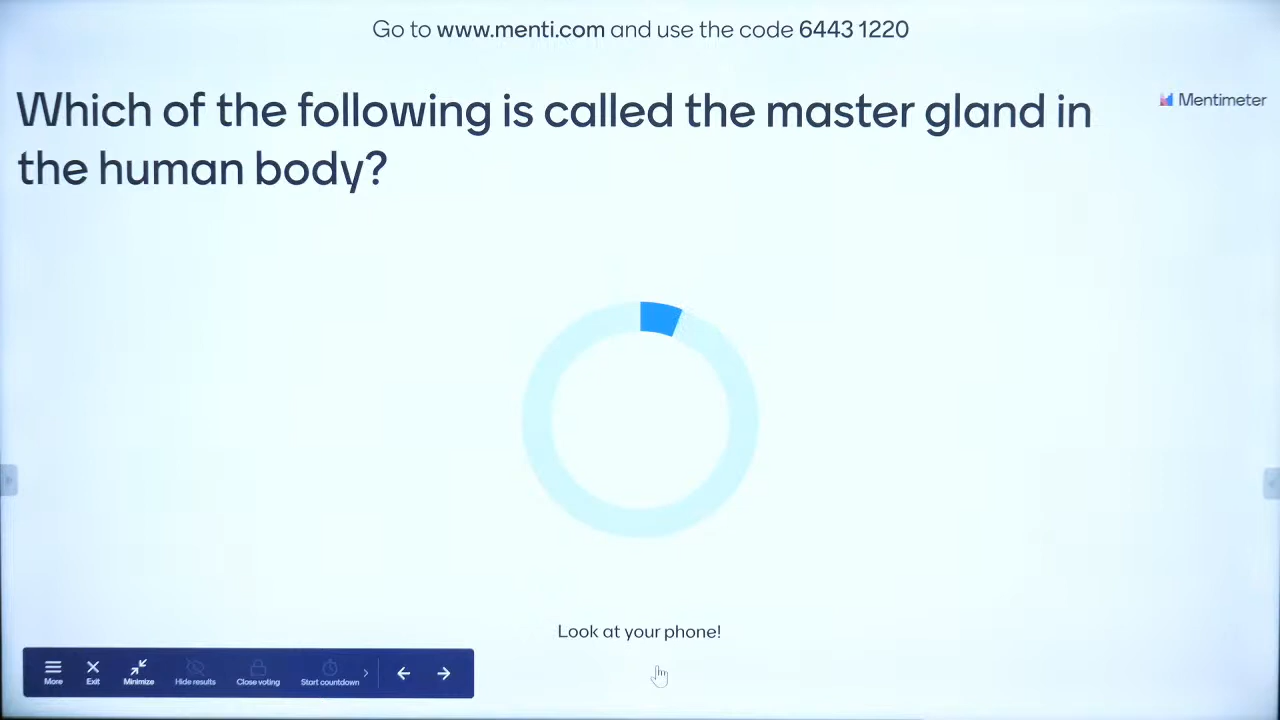 Go to www.menti.com and use the code 6443 1220
Which of the following is called the master gland in
the human body?
Mentimeter
Look at your phone!
More
Exit
Minimize
Hide results
Close voting
Start countdown